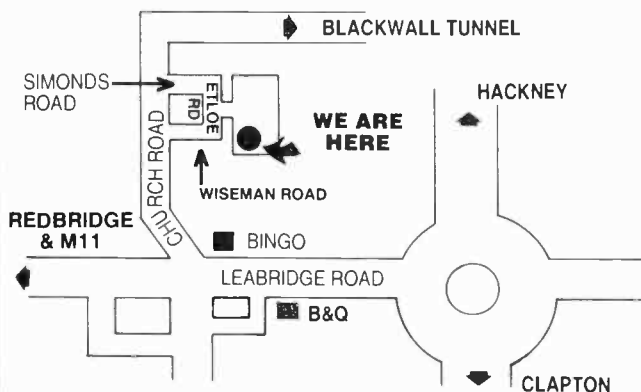 BLACKWALL TUNNEL
SIMONDS
ROAD
HACKNEY
ETLOE
RD
WE ARE
HERE
CHURCH ROAD
WISEMAN ROAD
REDBRIDGE
& M11
BINGO
LEABRIDGE ROAD
B&Q
CLAPTON